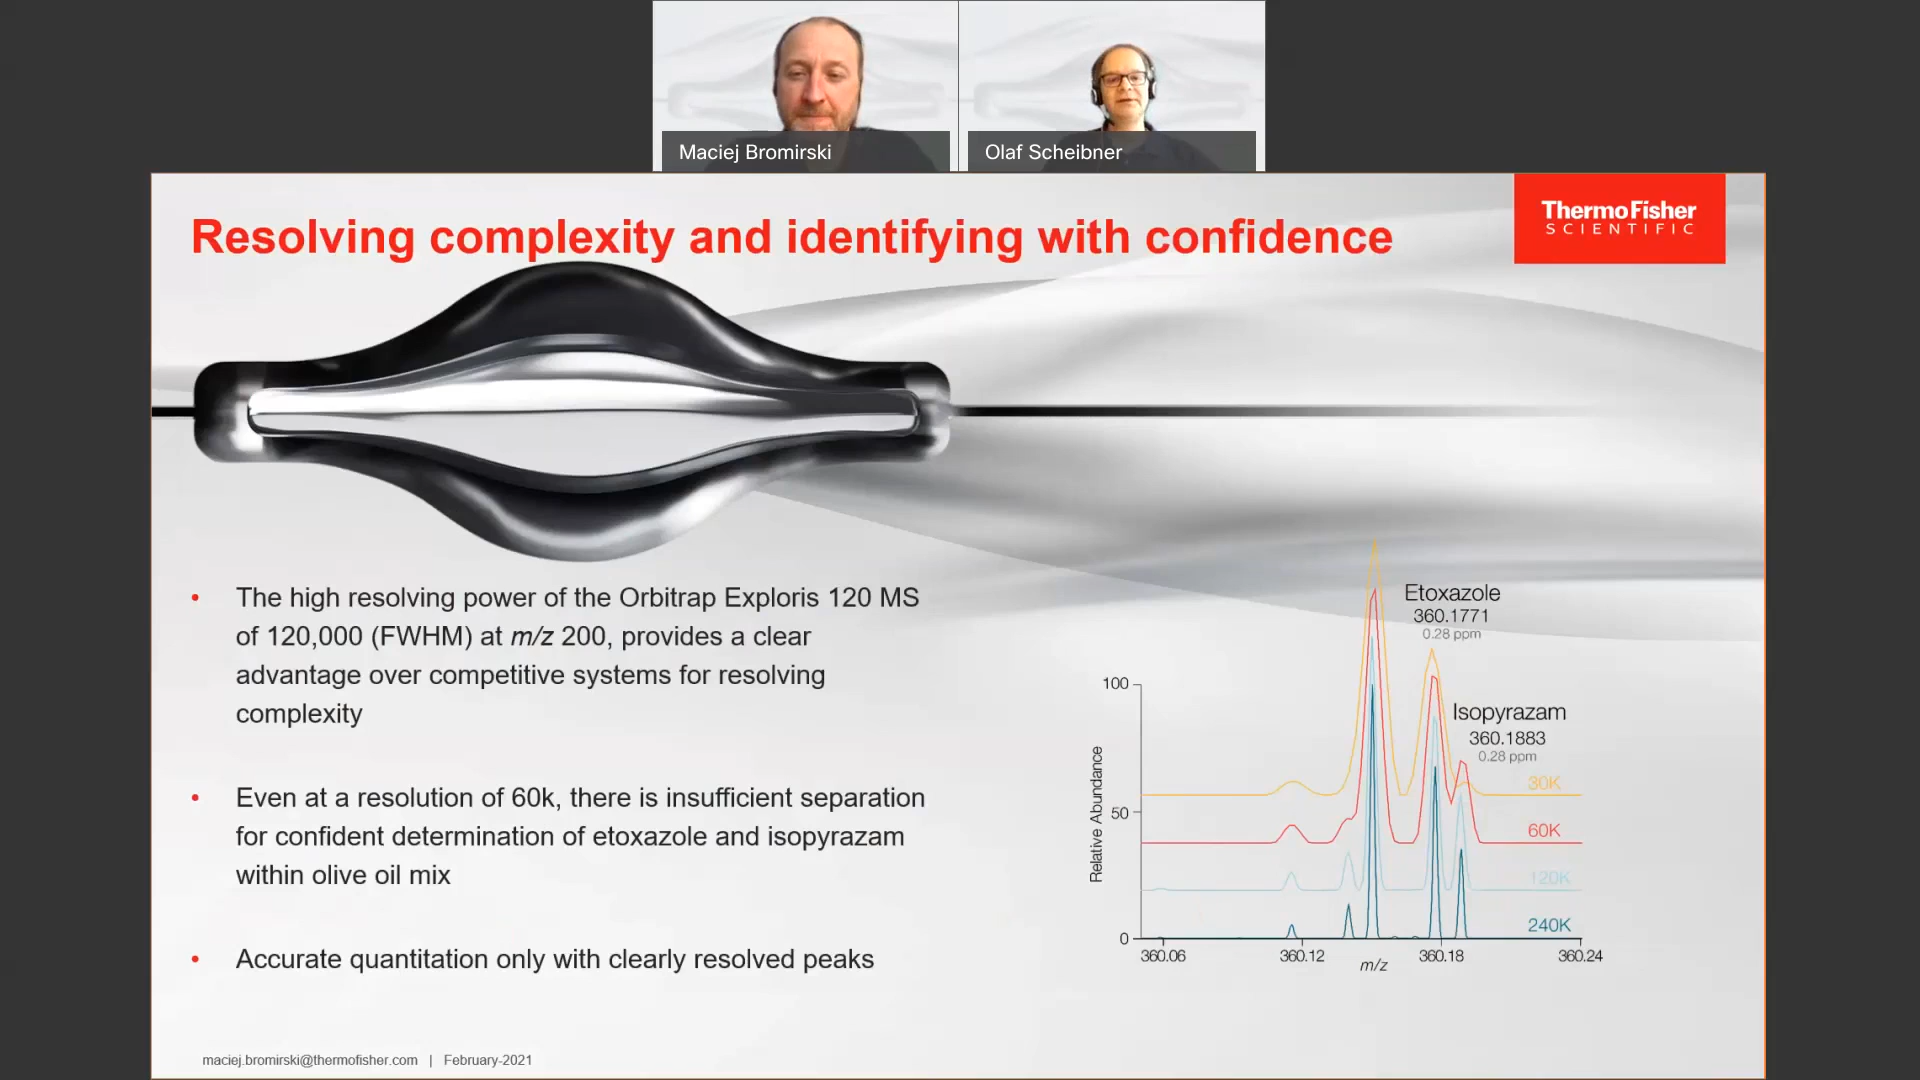 Maciej Bromirski
Olaf Scheibner
Resolving complexity and identifying with confidence
ThermoFisher
SCIENTIFIC
• The high resolving power of the Orbitrap Exploris 120 MS
of 120,000 (FWHM) at m/z 200, provides a clear
advantage over competitive systems for resolving
complexity
• Even at a resolution of 60k, there is insufficient separation
for confident determination of etoxazole and isopyrazam
within olive oil mix
• Accurate quantitation only with clearly resolved peaks
Etoxazole
360.1771
0.28 ppm
Isopyrazam
360.1883
0.28 ppm
100
50
0
Relative Abundance
30K
60K
120K
240K
360.06 360.12 360.18 360.24
m/z
maciej.bromirski@thermofisher.com | February-2021